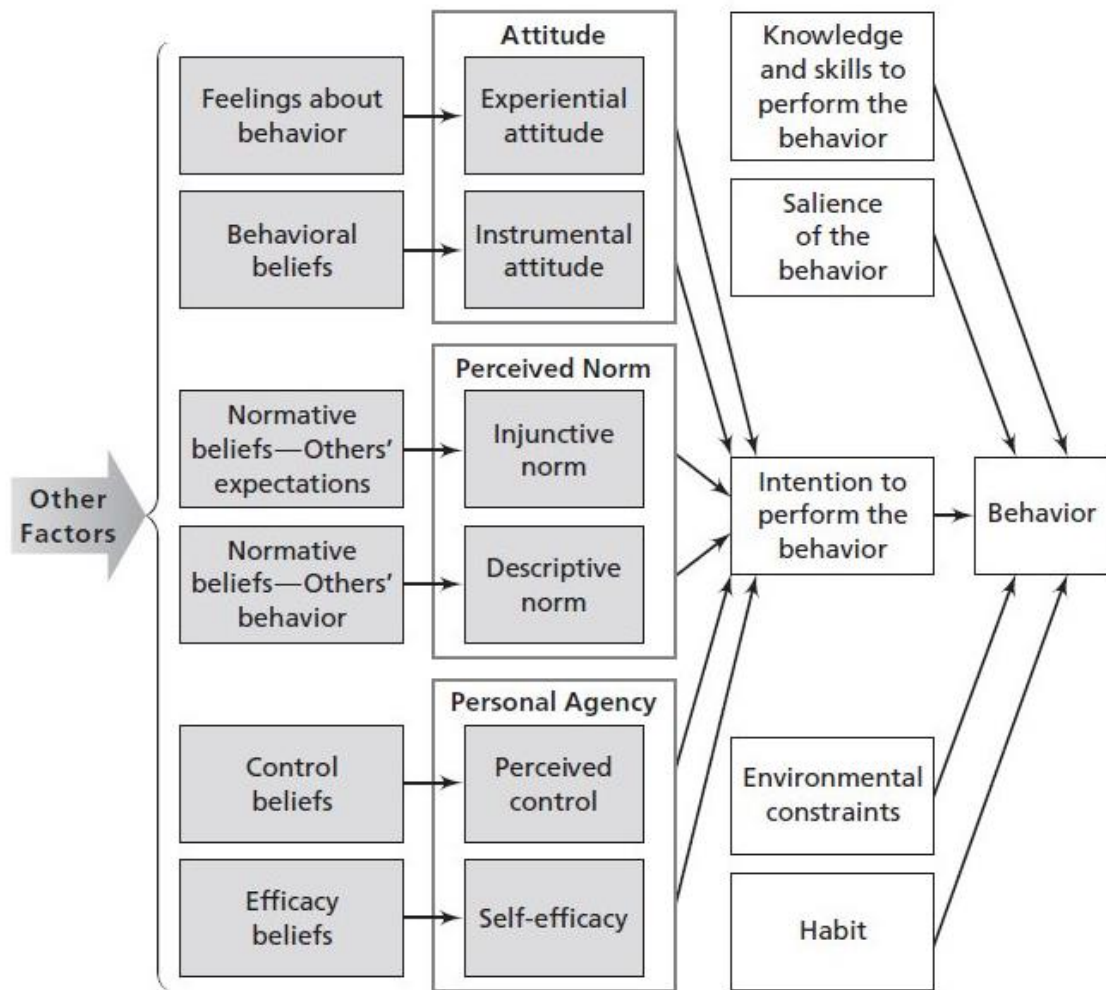 Attitude
Feelings about
behavior
Experiential
attitude
Behavioral
beliefs
Instrumental
attitude
Perceived Norm
Normative
beliefs—Others’
expectations
Injunctive
norm
Normative
beliefs—Others’
behavior
Descriptive
norm
Other
Factors
Personal Agency
Control
beliefs
Perceived
control
Efficacy
beliefs
Self-efficacy
Knowledge
and skills to
perform the
behavior
Salience
of the
behavior
Intention to
perform the
behavior
Behavior
Environmental
constraints
Habit